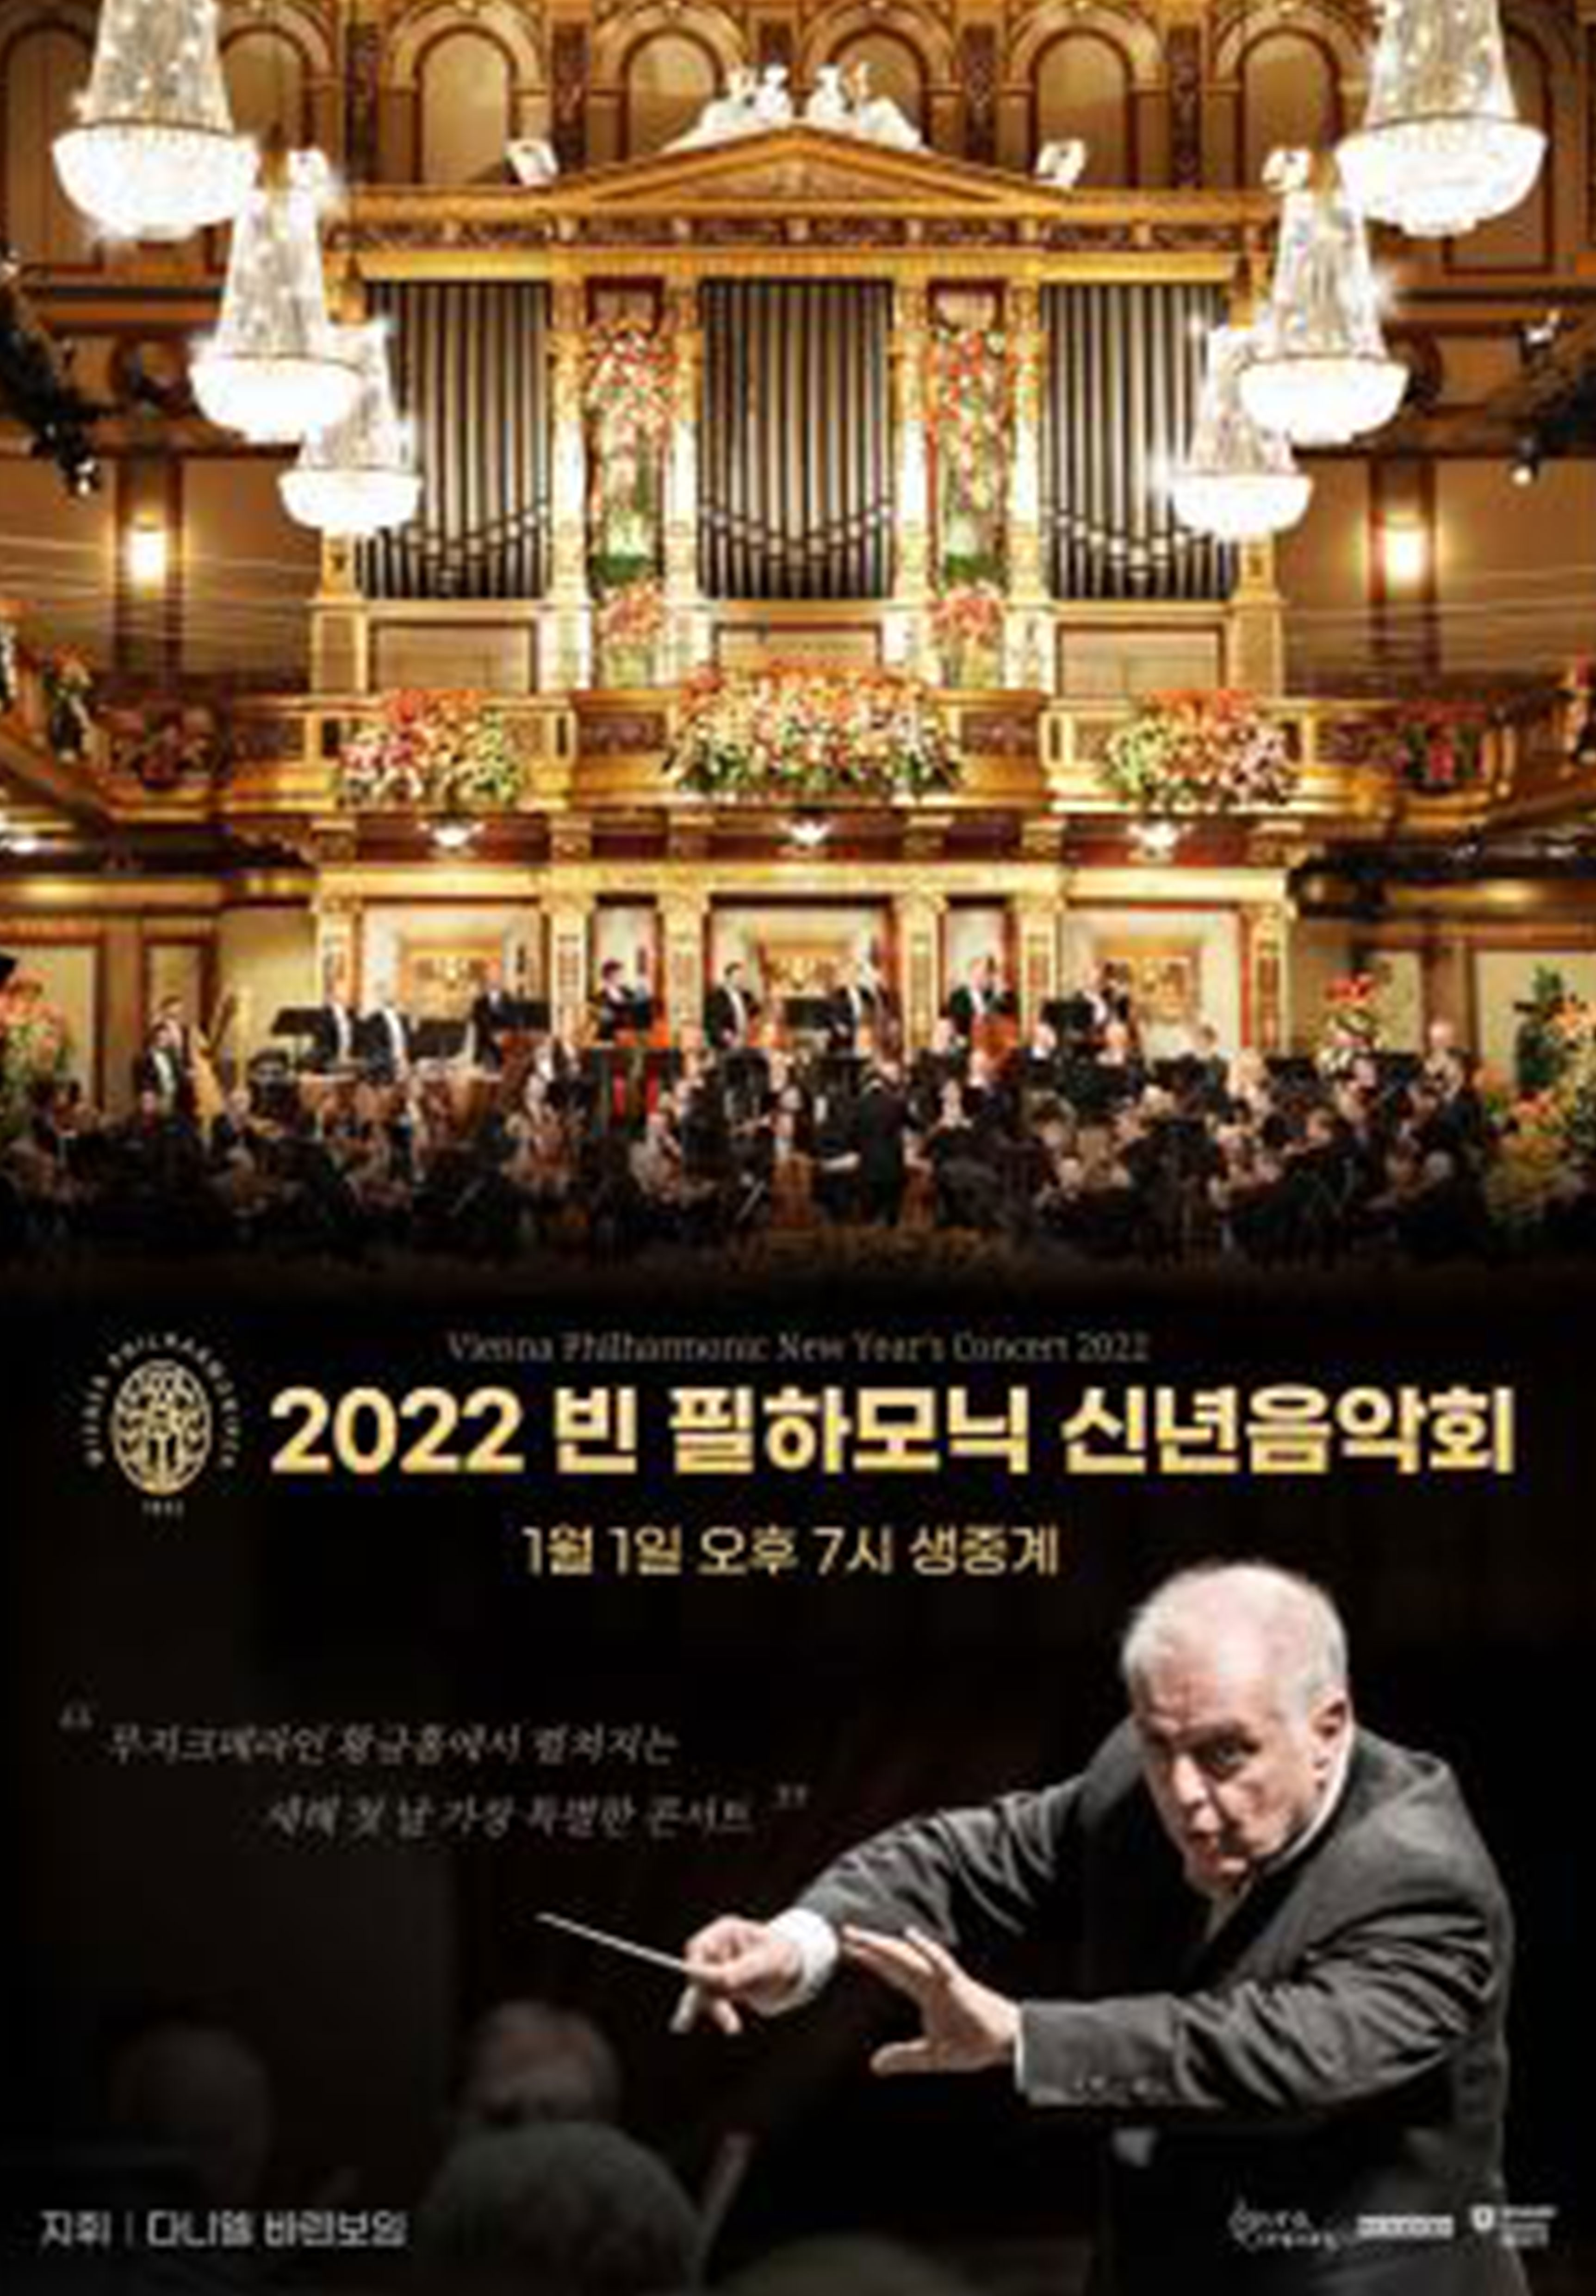 WIENER PHILHARMONIKER
Vienna Philharmonic New Year's Concert 2022
2022 빈 필하모닉 신년음악회
1월 1일 오후 7시 생중계
“ 무지크페라인 황금홀에서 펼쳐지는
새해 첫 날 가장 특별한 콘서트 ”
지휘 | 다니엘 바렌보임